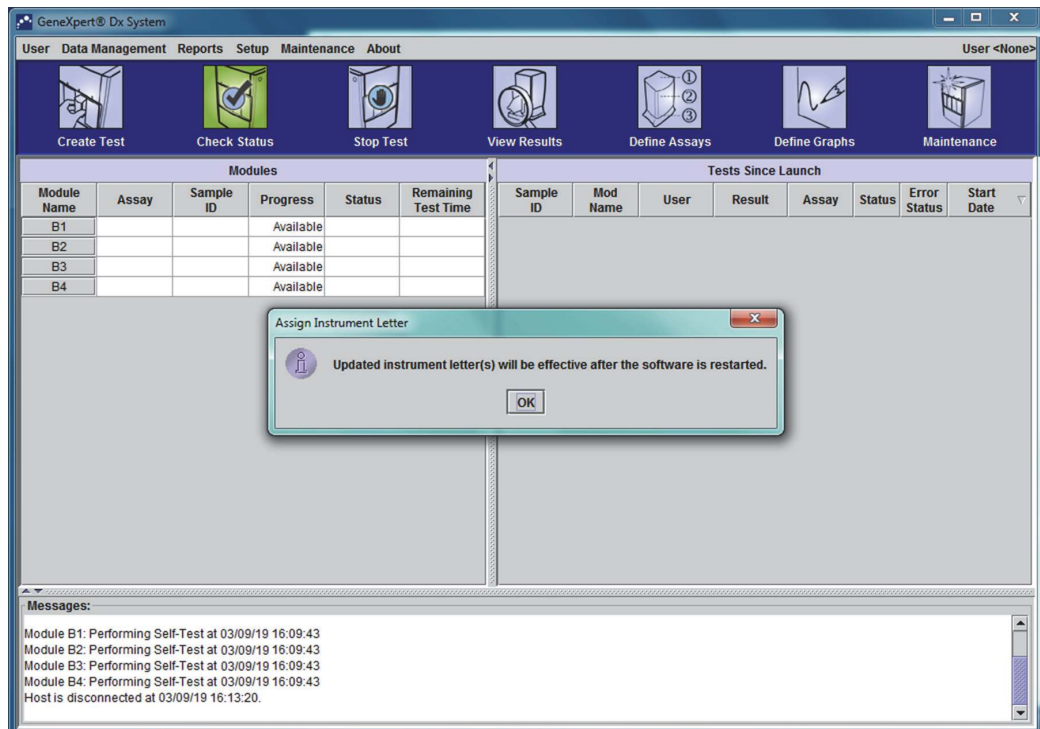 GeneXpert® Dx System
User Data Management Reports Setup Maintenance About User <None>
Create Test Check Status Stop Test View Results Define Assays Define Graphs Maintenance
① ② ③
Modules
Module Name Assay Sample ID Progress Status Remaining Test Time
B1 Available
B2 Available
B3 Available
B4 Available
Tests Since Launch
Sample ID Mod Name User Result Assay Status Error Status Start Date
Assign Instrument Letter
Updated instrument letter(s) will be effective after the software is restarted.
OK
Messages:
Module B1: Performing Self-Test at 03/09/19 16:09:43
Module B2: Performing Self-Test at 03/09/19 16:09:43
Module B3: Performing Self-Test at 03/09/19 16:09:43
Module B4: Performing Self-Test at 03/09/19 16:09:43
Host is disconnected at 03/09/19 16:13:20.